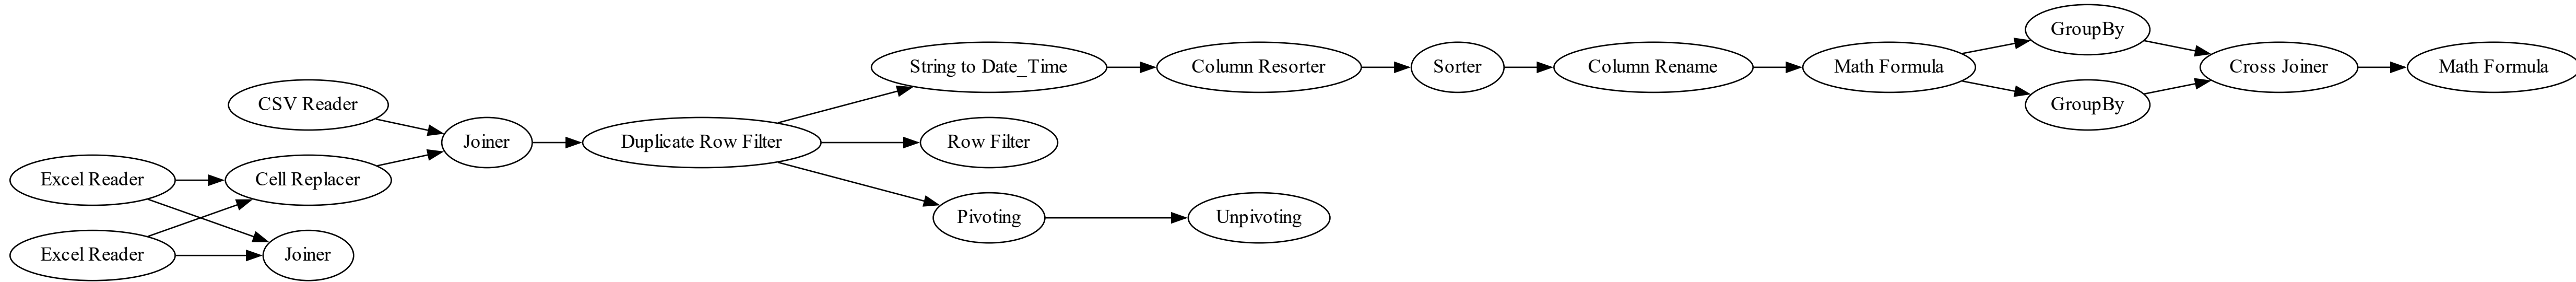 GroupBy
String to Date_Time
Column Resorter
Sorter
Column Rename
Math Formula
Cross Joiner
Math Formula
CSV Reader
GroupBy
Joiner
Duplicate Row Filter
Row Filter
Excel Reader
Cell Replacer
Pivoting
Unpivoting
Excel Reader
Joiner